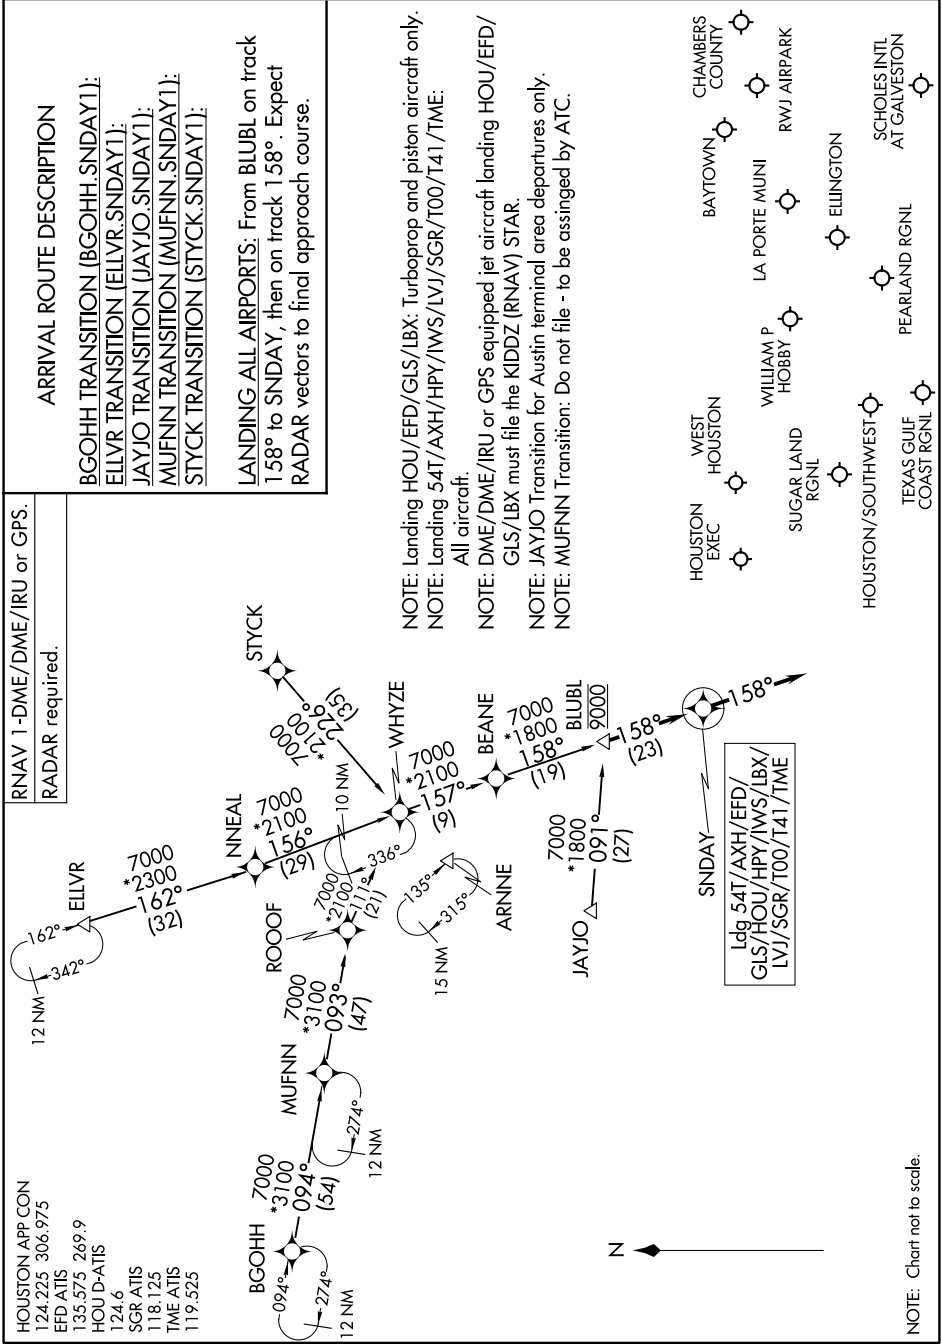 HOUSTON APP CON
124.225 306.975
EFD ATIS
135.575 269.9
HOU D-ATIS
124.6
SGR ATIS
118.125
TME ATIS
119.525
RNAV 1-DME/DME/IRU or GPS.
RADAR required.
ARRIVAL ROUTE DESCRIPTION
BGOHH TRANSITION (BGOHH.SNDAY1):
ELLVR TRANSITION (ELLVR.SNDAY1):
JAYJO TRANSITION (JAYJO.SNDAY1):
MUFNN TRANSITION (MUFNN.SNDAY1):
STYCK TRANSITION (STYCK.SNDAY1):
LANDING ALL AIRPORTS: From BLUBL on track
158° to SNDAY, then on track 158°. Expect
RADAR vectors to final approach course.
12 NM
162°
342°
ELLVR
7000
*2300
162°
(32)
NNEAL
7000
*2100
156°
(29)
STYCK
7000
*2100
226°
(35)
BGOHH
094°
274°
12 NM
7000
*3100
094°
(54)
MUFNN
274°
12 NM
7000
*3100
093°
(47)
ROOOF
7000
*2100
111°
(21)
10 NM
336°
WHYZE
7000
*2100
157°
(9)
135°
315°
15 NM
ARNNE
BEANE
7000
*1800
158°
(19)
JAYJO
7000
*1800
091°
(27)
BLUBL
9000
158°
(23)
SNDAY
158°
Ldg 54T/AXH/EFD/
GLS/HOU/HPY/IWS/LBX/
LVJ/SGR/T00/T41/TME
NOTE: Landing HOU/EFD/GLS/LBX: Turboprop and piston aircraft only.
NOTE: Landing 54T/AXH/HPY/IWS/LVJ/SGR/T00/T41/TME:
All aircraft.
NOTE: DME/DME/IRU or GPS equipped jet aircraft landing HOU/EFD/
GLS/LBX must file the KIDDZ (RNAV) STAR.
NOTE: JAYJO Transition for Austin terminal area departures only.
NOTE: MUFNN Transition: Do not file - to be assinged by ATC.
HOUSTON
EXEC
WEST
HOUSTON
BAYTOWN
CHAMBERS
COUNTY
RWJ AIRPARK
LA PORTE MUNI
WILLIAM P
HOBBY
SUGAR LAND
RGNL
ELLINGTON
HOUSTON/SOUTHWEST
PEARLAND RGNL
SCHOLES INTL
AT GALVESTON
TEXAS GULF
COAST RGNL
N
NOTE: Chart not to scale.